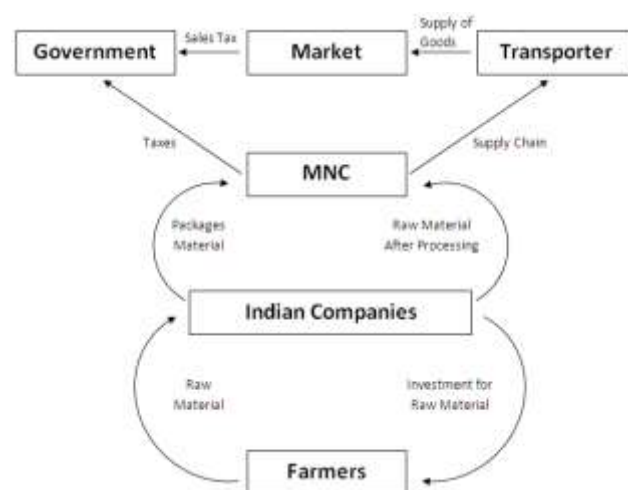 Government
Sales Tax
Market
Supply of
Goods
Transporter
Taxes
Supply Chain
MNC
Packages
Material
Raw Material
After Processing
Indian Companies
Raw
Material
Investment for
Raw Material
Farmers